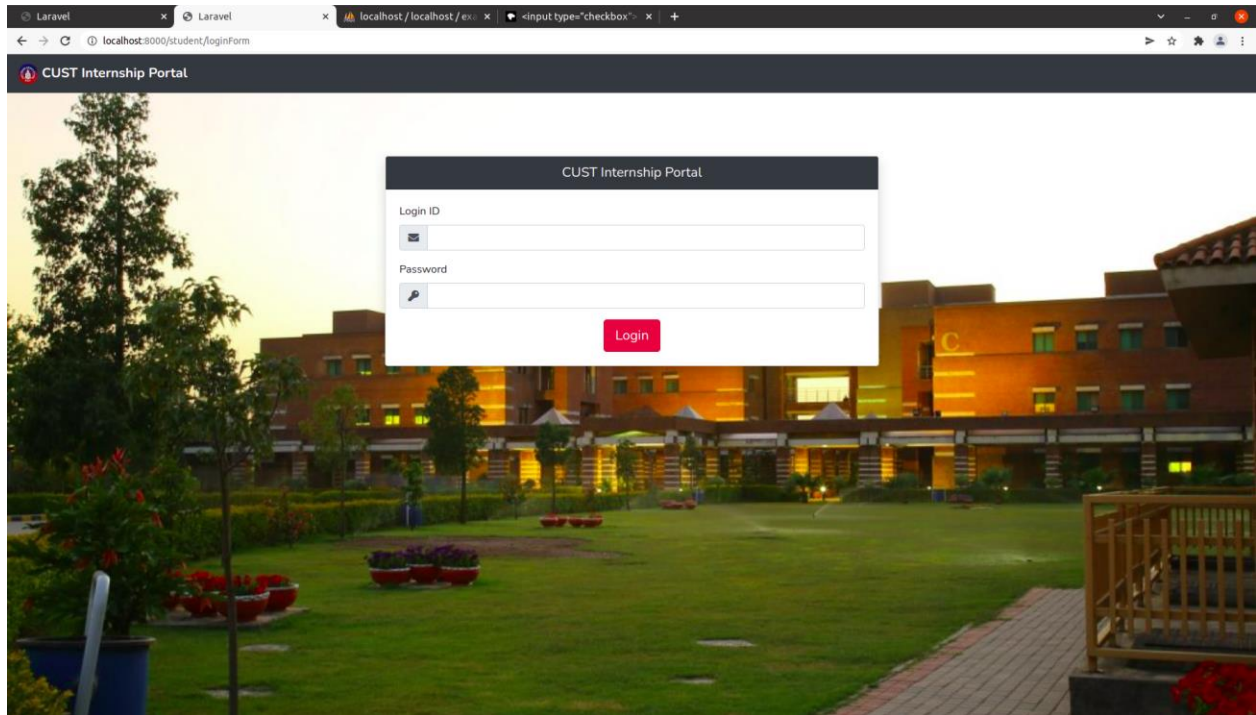 Laravel
Laravel
localhost / localhost / exa
<input type="checkbox">
localhost:8000/student/loginForm
CUST Internship Portal
CUST Internship Portal
Login ID
Password
Login
C